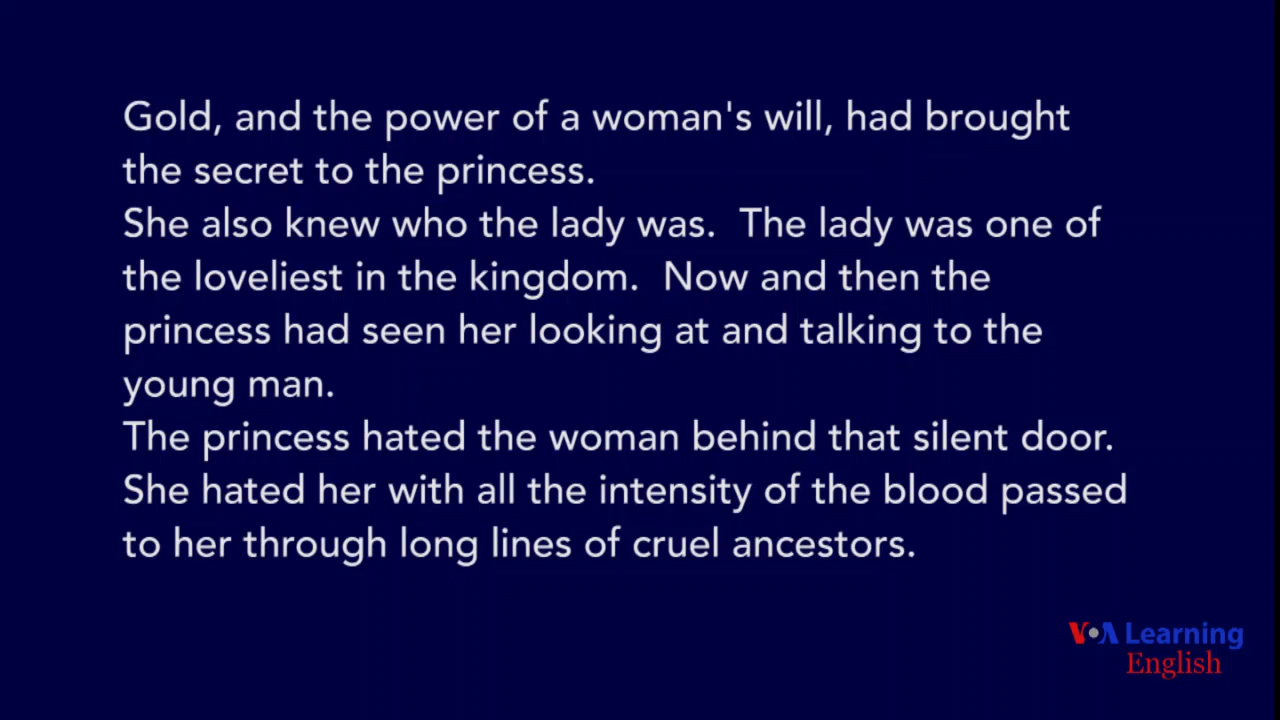 Gold, and the power of a woman's will, had brought
the secret to the princess.
She also knew who the lady was.  The lady was one of
the loveliest in the kingdom.  Now and then the
princess had seen her looking at and talking to the
young man.
The princess hated the woman behind that silent door.
She hated her with all the intensity of the blood passed
to her through long lines of cruel ancestors.
VOA Learning
English